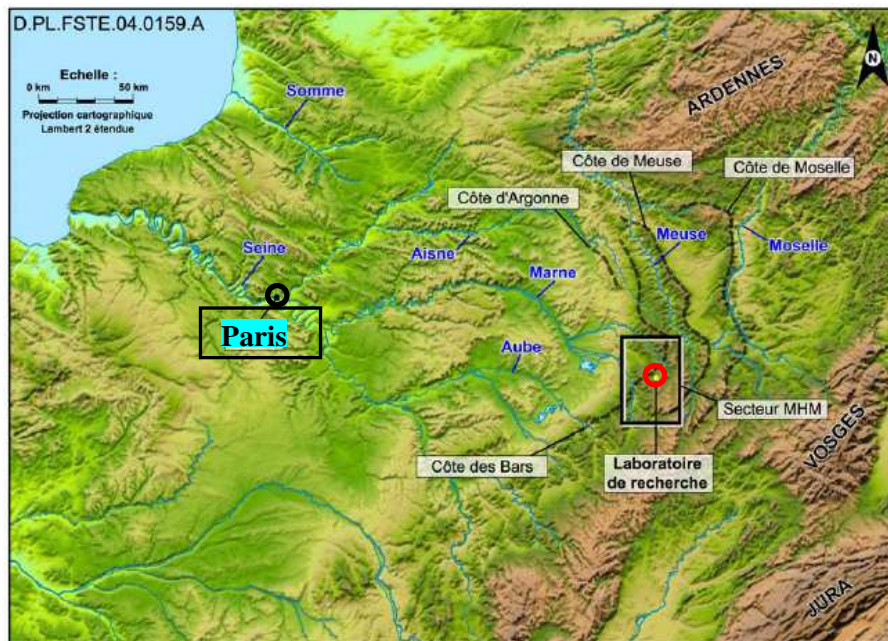 D.PL.FSTE.04.0159.A
Echelle :
0 km 50 km
Projection cartographique
Lambert 2 étendue
N
Somme
ARDENNES
Côte de Meuse
Côte de Moselle
Côte d'Argonne
Seine
Aisne
Meuse
Moselle
Marne
Paris
Aube
Secteur MHM
VOSGES
Côte des Bars
Laboratoire
de recherche
JURA